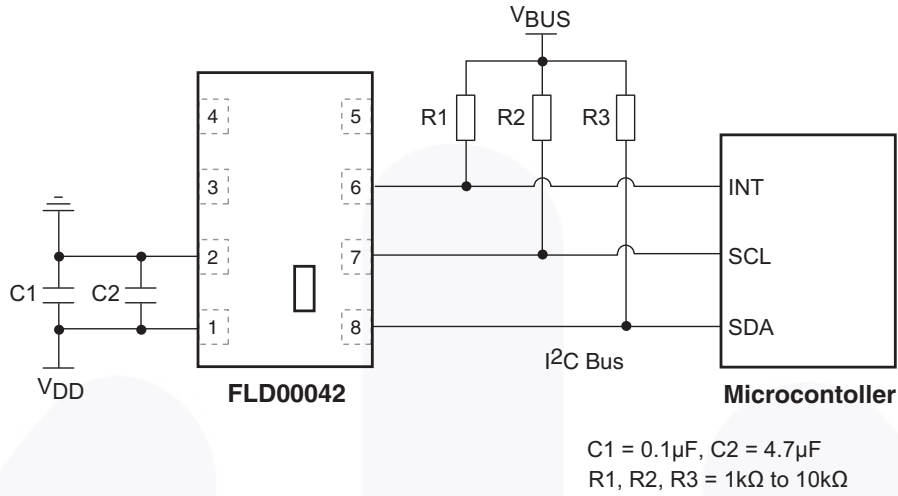 VBUS
R1
R2
R3
4
5
3
6
INT
2
7
SCL
C1
C2
1
8
SDA
VDD
I2C Bus
FLD00042
Microcontoller
C1 = 0.1μF, C2 = 4.7μF
R1, R2, R3 = 1kΩ to 10kΩ